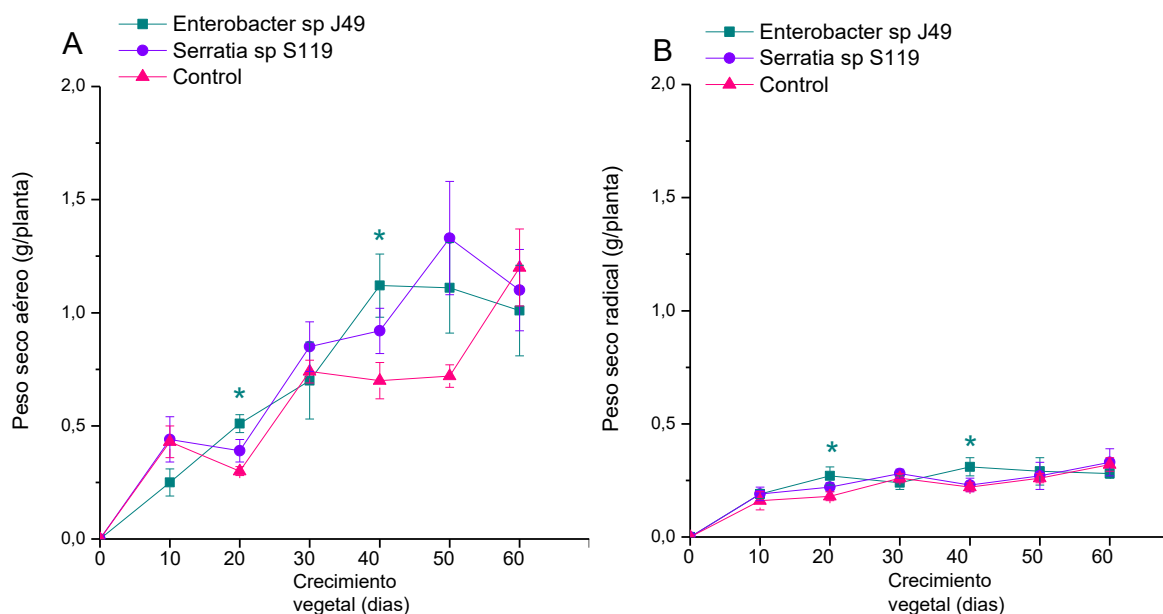 A
Enterobacter sp J49
Serratia sp S119
Control
2,0
1,5
1,0
0,5
0,0
Peso seco aéreo (g/planta)
*
*
0 10 20 30 40 50 60
Crecimiento
vegetal (dias)
B
Enterobacter sp J49
Serratia sp S119
Control
2,0
1,5
1,0
0,5
0,0
Peso seco radical (g/planta)
* *
0 10 20 30 40 50 60
Crecimiento
vegetal (dias)